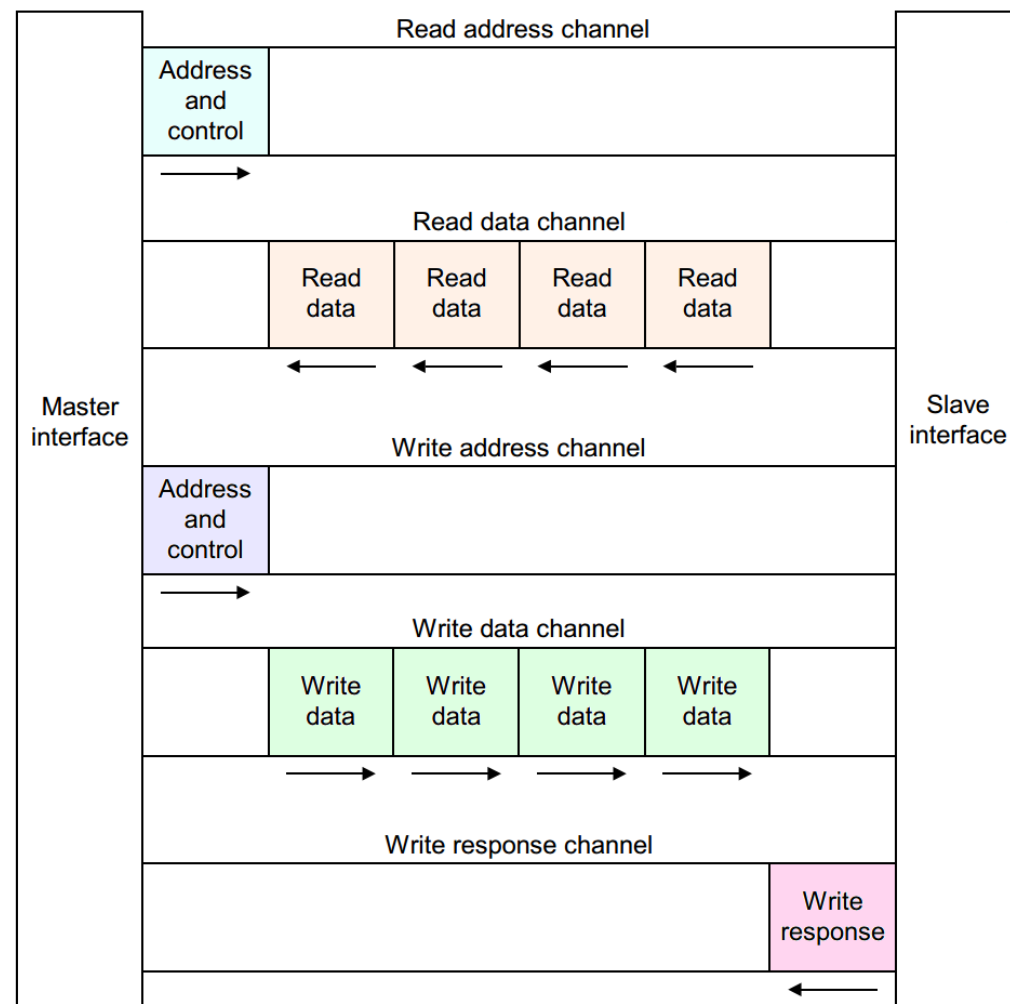 Read address channel
Address
and
control
Read data channel
Read
data
Read
data
Read
data
Read
data
Master
interface
Slave
interface
Write address channel
Address
and
control
Write data channel
Write
data
Write
data
Write
data
Write
data
Write response channel
Write
response